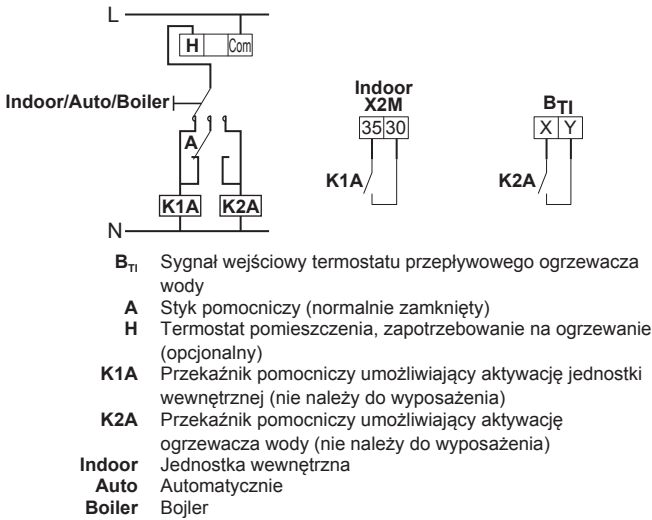 L
H Com
Indoor/Auto/Boiler
A
K1A K2A
N
Indoor
X2M
35 30
K1A
BTI
X Y
K2A
BTI Sygnał wejściowy termostatu przepływowego ogrzewacza
wody
A Styk pomocniczy (normalnie zamknięty)
H Termostat pomieszczenia, zapotrzebowanie na ogrzewanie
(opcjonalny)
K1A Przekaźnik pomocniczy umożliwiający aktywację jednostki
wewnętrznej (nie należy do wyposażenia)
K2A Przekaźnik pomocniczy umożliwiający aktywację
ogrzewacza wody (nie należy do wyposażenia)
Indoor Jednostka wewnętrzna
Auto Automatycznie
Boiler Bojler